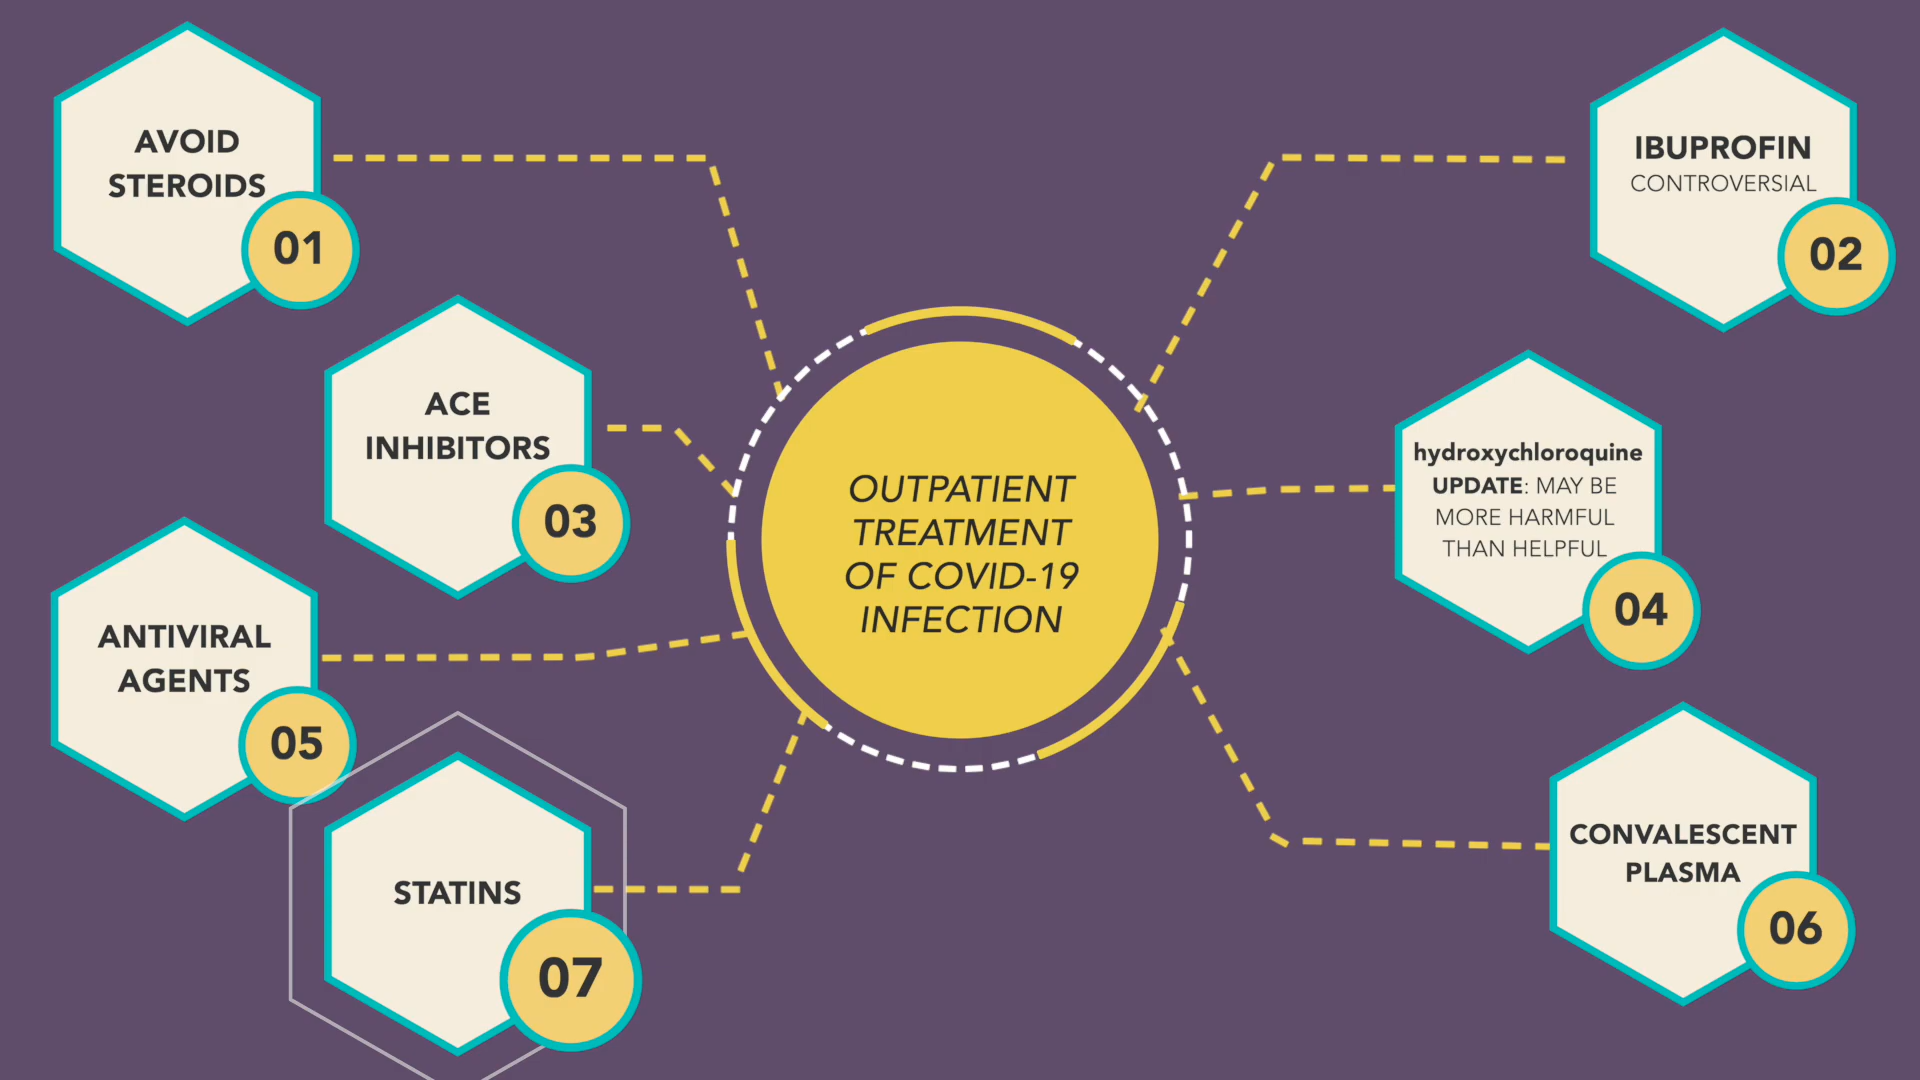 AVOID
STEROIDS
01
IBUPROFIN
CONTROVERSIAL
02
ACE
INHIBITORS
03
hydroxychloroquine
UPDATE: MAY BE
MORE HARMFUL
THAN HELPFUL
04
OUTPATIENT
TREATMENT
OF COVID-19
INFECTION
ANTIVIRAL
AGENTS
05
CONVALESCENT
PLASMA
06
STATINS
07